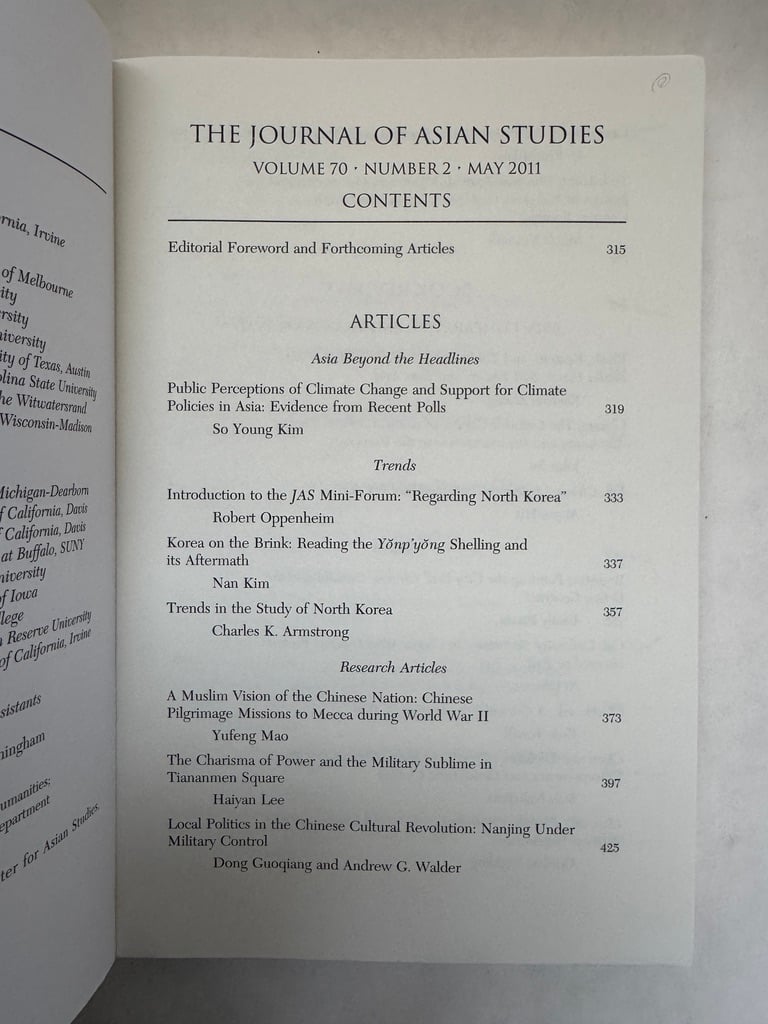 rnia, Irvine
of Melbourne
ity
rsity
iversity
ity of Texas, Austin
lina State University
he Witwatersrand
Wisconsin-Madison
Michigan-Dearborn
f California, Davis
f California, Davis
at Buffalo, SUNY
niversity
of Iowa
llege
n Reserve University
of California, Irvine
sistants
ningham
umanities;
epartment
ter for Asian Studies,
THE JOURNAL OF ASIAN STUDIES
VOLUME 70 · NUMBER 2 · MAY 2011
CONTENTS
Editorial Foreword and Forthcoming Articles 315
ARTICLES
Asia Beyond the Headlines
Public Perceptions of Climate Change and Support for Climate
Policies in Asia: Evidence from Recent Polls 319
So Young Kim
Trends
Introduction to the JAS Mini-Forum: “Regarding North Korea” 333
Robert Oppenheim
Korea on the Brink: Reading the Yŏnp’yŏng Shelling and
its Aftermath 337
Nan Kim
Trends in the Study of North Korea 357
Charles K. Armstrong
Research Articles
A Muslim Vision of the Chinese Nation: Chinese
Pilgrimage Missions to Mecca during World War II 373
Yufeng Mao
The Charisma of Power and the Military Sublime in
Tiananmen Square 397
Haiyan Lee
Local Politics in the Chinese Cultural Revolution: Nanjing Under
Military Control 425
Dong Guoqiang and Andrew G. Walder